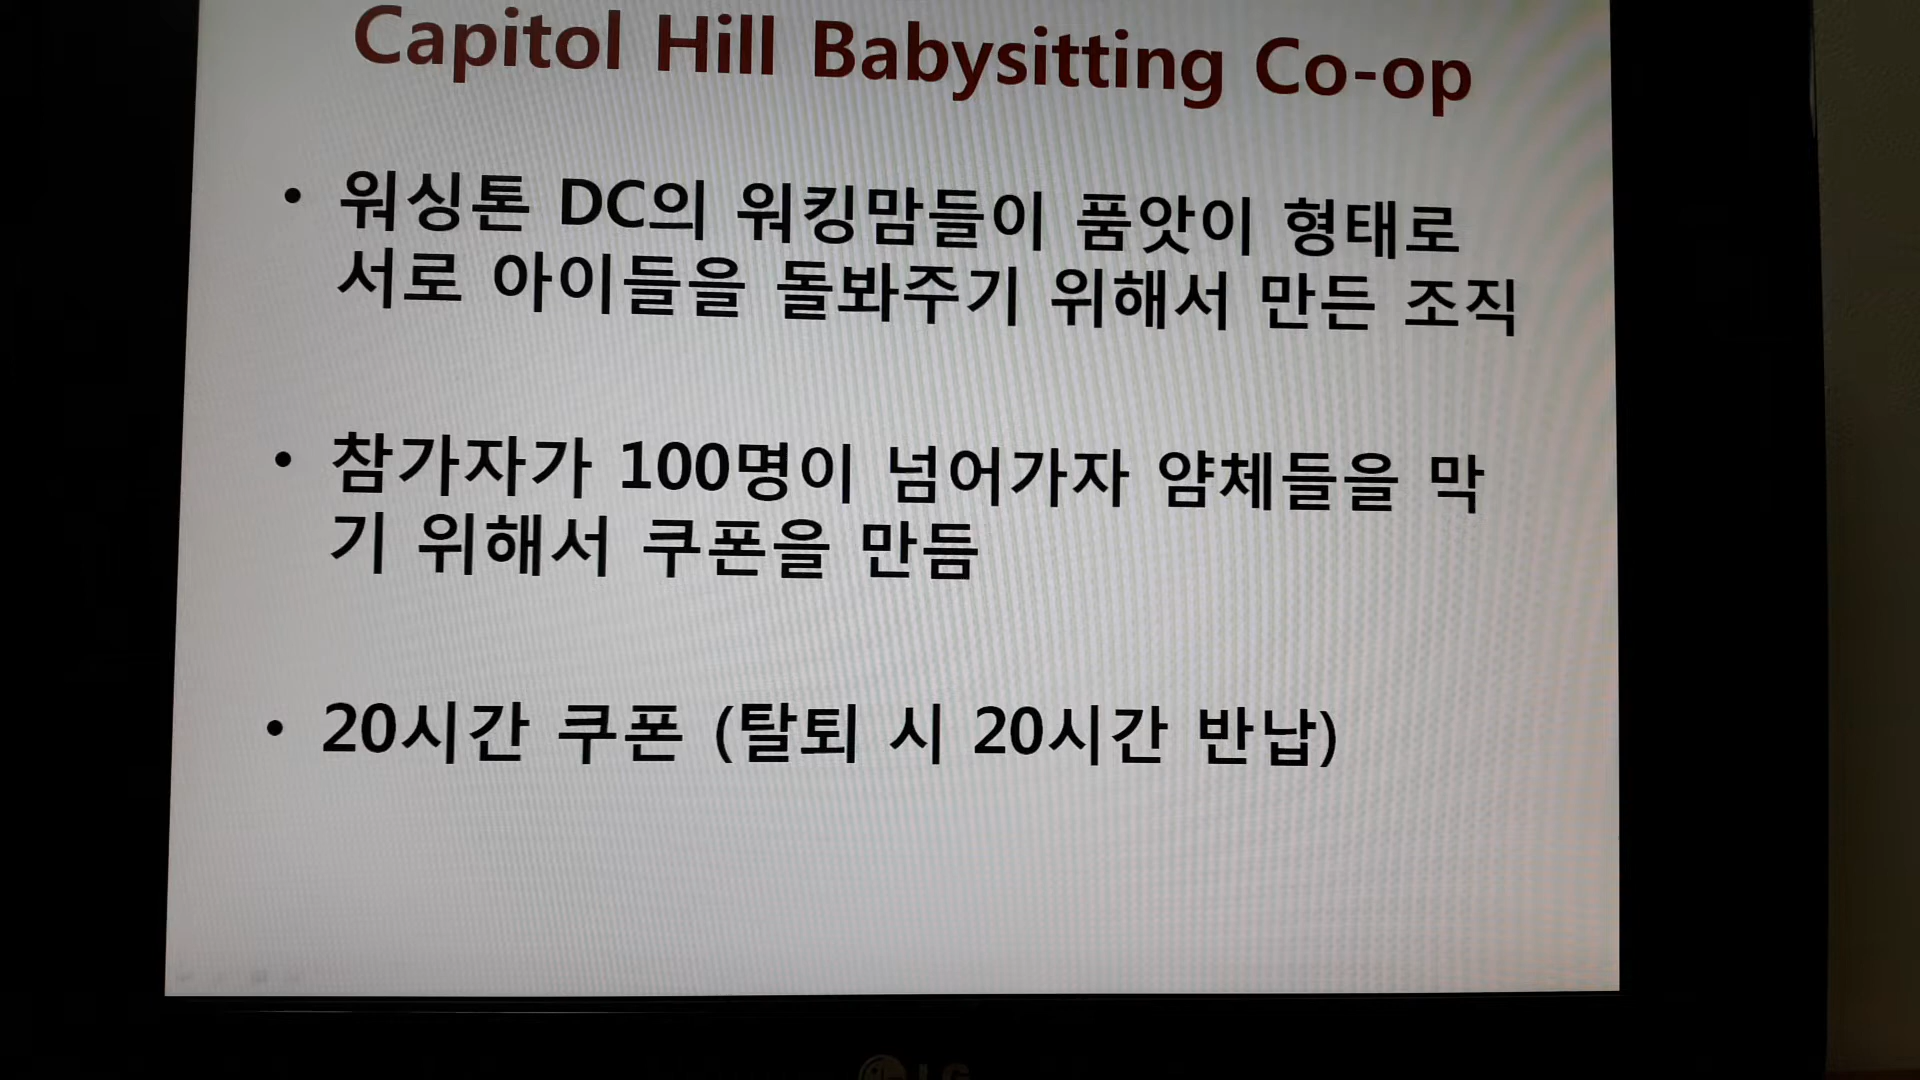 Capitol Hill Babysitting Co-op
• 워싱톤 DC의 워킹맘들이 품앗이 형태로
서로 아이들을 돌봐주기 위해서 만든 조직
• 참가자가 100명이 넘어가자 얌체들을 막
기 위해서 쿠폰을 만듬
• 20시간 쿠폰 (탈퇴 시 20시간 반납)
LG